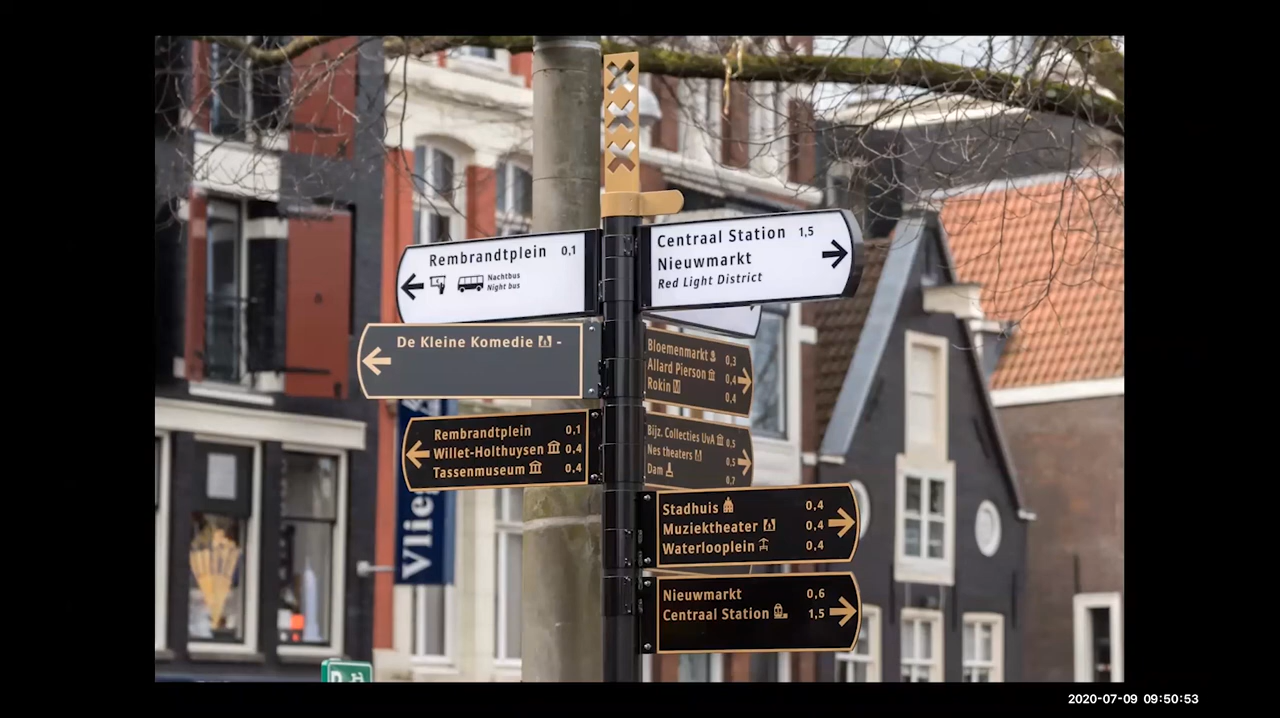 Rembrandtplein 0,1
Nachtbus
Night bus
Centraal Station 1,5
Nieuwmarkt
Red Light District
De Kleine Komedie -
Bloemenmarkt 0,3
Allard Pierson 0,4
Rokin 0,4
Rembrandtplein 0,1
Willet-Holthuysen 0,4
Tassenmuseum 0,4
Bijz. Collecties UvA 0,5
Nes theaters 0,5
Dam 0,7
Stadhuis 0,4
Muziektheater 0,4
Waterlooplein 0,4
Nieuwmarkt 0,6
Centraal Station 1,5
Vlie
2020-07-09 09:50:53